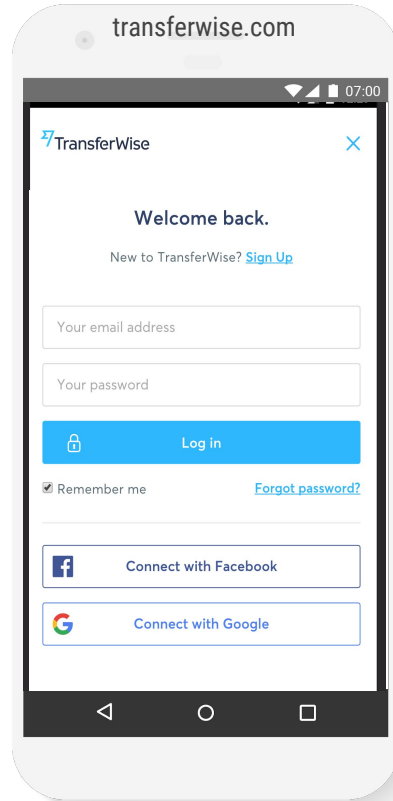 transferwise.com
07:00
TransferWise
Welcome back.
New to TransferWise? Sign Up
Your email address
Your password
Log in
Remember me
Forgot password?
Connect with Facebook
Connect with Google